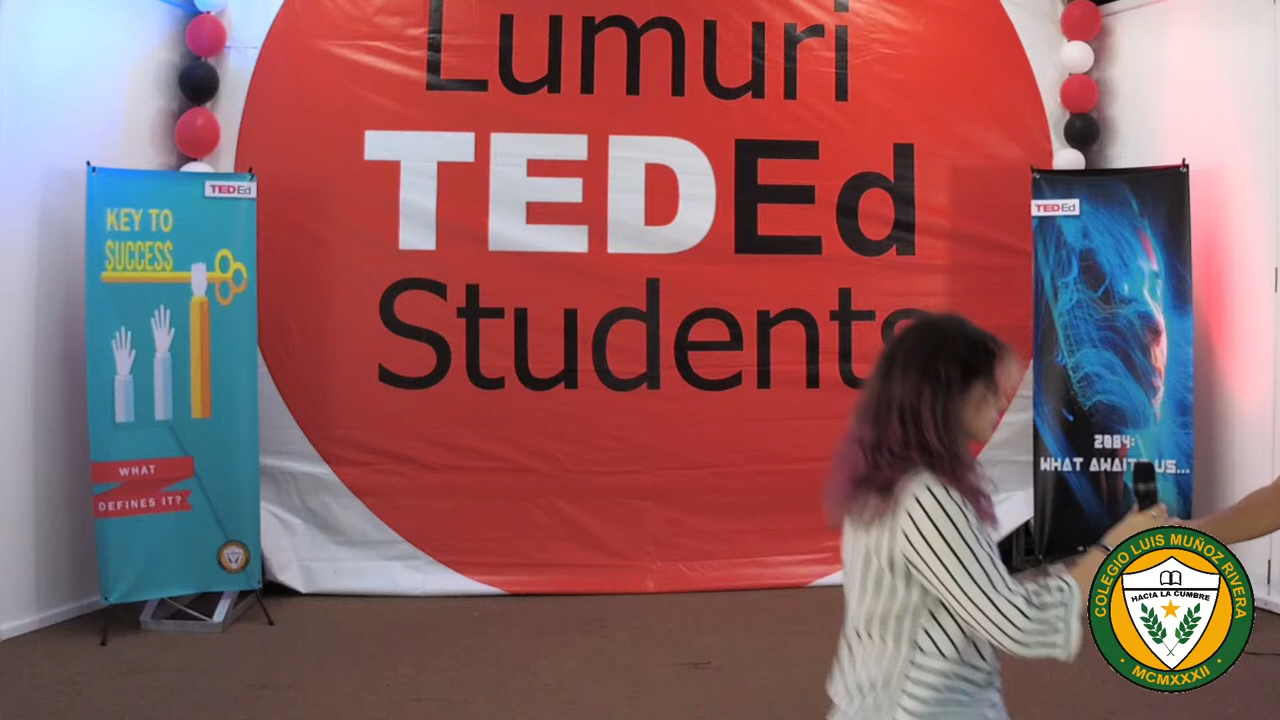 Lumuri
TEDEd
Students
TEDEd
KEY TO
SUCCESS
WHAT
DEFINES IT?
TEDEd
2084:
WHAT AWAITS US...
COLEGIO LUIS MUÑOZ RIVERA
HACIA LA CUMBRE
MCMXXXII